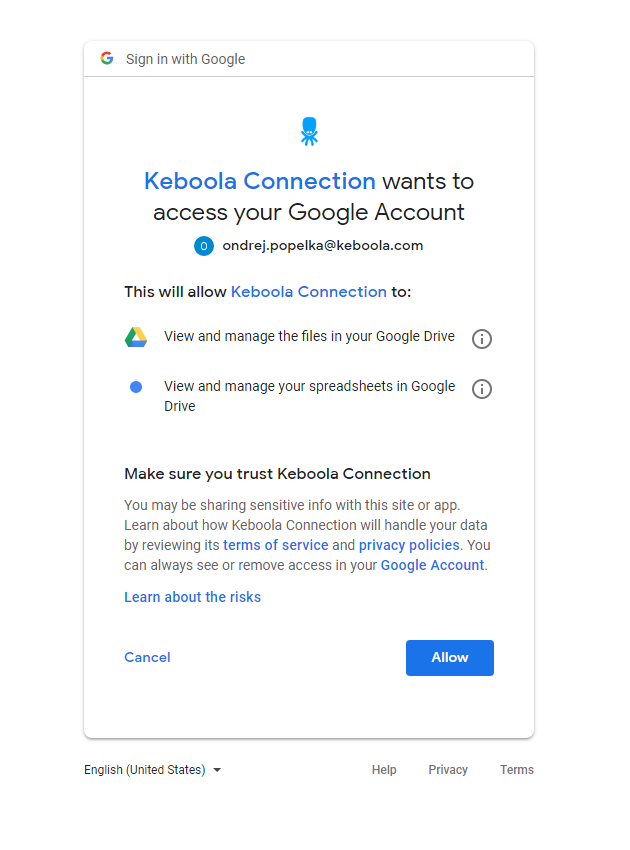 Sign in with Google
Keboola Connection wants to
access your Google Account
O ondrej.popelka@keboola.com
This will allow Keboola Connection to:
View and manage the files in your Google Drive
View and manage your spreadsheets in Google
Drive
Make sure you trust Keboola Connection
You may be sharing sensitive info with this site or app.
Learn about how Keboola Connection will handle your data
by reviewing its terms of service and privacy policies. You
can always see or remove access in your Google Account.
Learn about the risks
Cancel Allow
English (United States) Help Privacy Terms